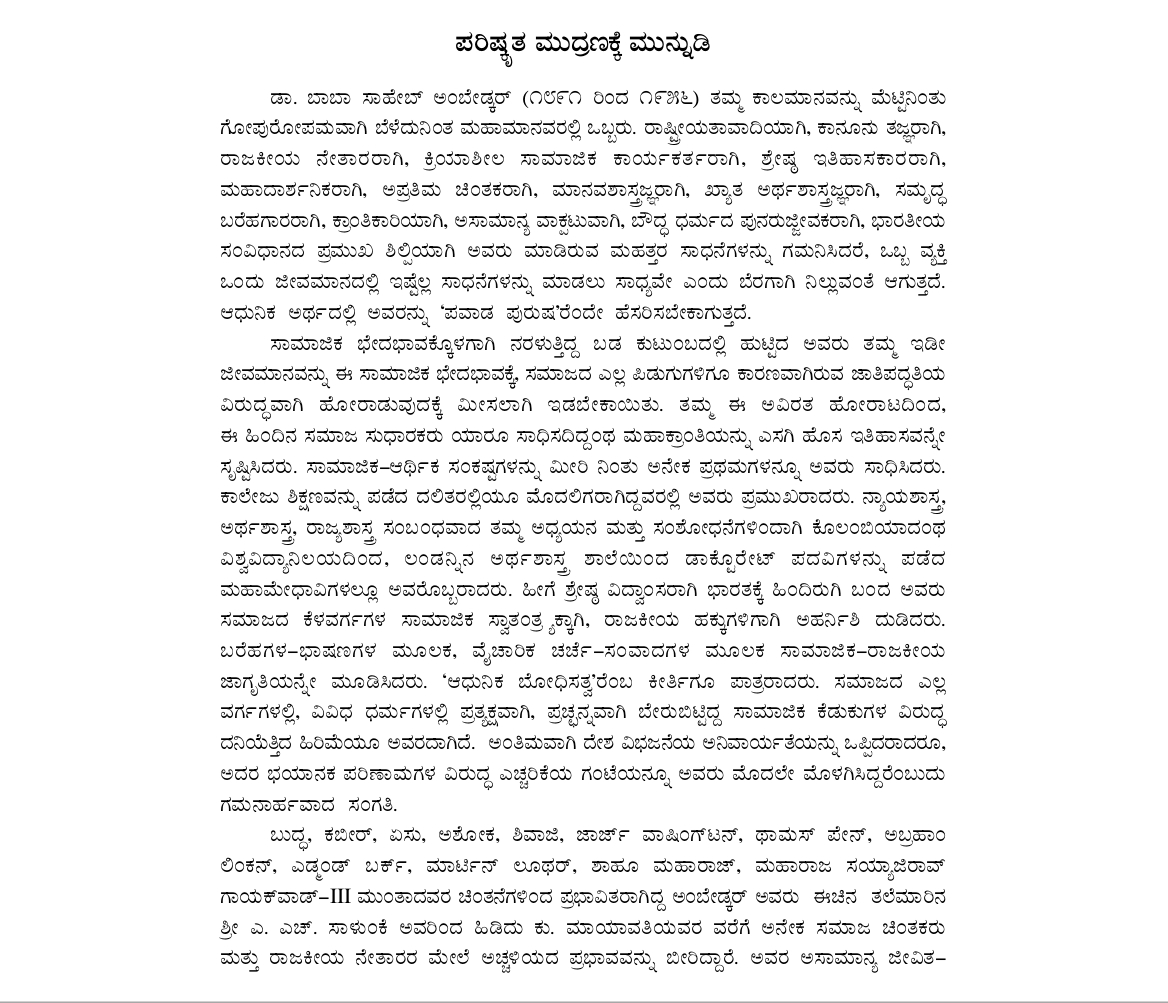 ಪರಿಷ್ಕೃತ ಮುದ್ರಣಕ್ಕೆ ಮುನ್ನುಡಿ
ಡಾ. ಬಾಬಾ ಸಾಹೇಬ್ ಅಂಬೇಡ್ಕರ್ (೧೮೯೧ ರಿಂದ ೧೯೫೬) ತಮ್ಮ ಕಾಲಮಾನವನ್ನು ಮೆಟ್ಟಿನಿಂತು
ಗೋಪುರೋಪಮವಾಗಿ ಬೆಳೆದುನಿಂತ ಮಹಾಮಾನವರಲ್ಲಿ ಒಬ್ಬರು. ರಾಷ್ಟ್ರೀಯತಾವಾದಿಯಾಗಿ, ಕಾನೂನು ತಜ್ಞರಾಗಿ,
ರಾಜಕೀಯ ನೇತಾರರಾಗಿ, ಕ್ರಿಯಾಶೀಲ ಸಾಮಾಜಿಕ ಕಾರ್ಯಕರ್ತರಾಗಿ, ಶ್ರೇಷ್ಠ ಇತಿಹಾಸಕಾರರಾಗಿ,
ಮಹಾದಾರ್ಶನಿಕರಾಗಿ, ಅಪ್ರತಿಮ ಚಿಂತಕರಾಗಿ, ಮಾನವಶಾಸ್ತ್ರಜ್ಞರಾಗಿ, ಖ್ಯಾತ ಅರ್ಥಶಾಸ್ತ್ರಜ್ಞರಾಗಿ, ಸಮೃದ್ಧ
ಬರೆಹಗಾರರಾಗಿ, ಕ್ರಾಂತಿಕಾರಿಯಾಗಿ, ಅಸಾಮಾನ್ಯ ವಾಕ್ಪಟುವಾಗಿ, ಬೌದ್ಧ ಧರ್ಮದ ಪುನರುಜ್ಜೀವಕರಾಗಿ, ಭಾರತೀಯ
ಸಂವಿಧಾನದ ಪ್ರಮುಖ ಶಿಲ್ಪಿಯಾಗಿ ಅವರು ಮಾಡಿರುವ ಮಹತ್ತರ ಸಾಧನೆಗಳನ್ನು ಗಮನಿಸಿದರೆ, ಒಬ್ಬ ವ್ಯಕ್ತಿ
ಒಂದು ಜೀವಮಾನದಲ್ಲಿ ಇಷ್ಟೆಲ್ಲ ಸಾಧನೆಗಳನ್ನು ಮಾಡಲು ಸಾಧ್ಯವೇ ಎಂದು ಬೆರಗಾಗಿ ನಿಲ್ಲುವಂತೆ ಆಗುತ್ತದೆ.
ಆಧುನಿಕ ಅರ್ಥದಲ್ಲಿ ಅವರನ್ನು ‘ಪವಾಡ ಪುರುಷ’ರೆಂದೇ ಹೆಸರಿಸಬೇಕಾಗುತ್ತದೆ.
ಸಾಮಾಜಿಕ ಭೇದಭಾವಕ್ಕೊಳಗಾಗಿ ನರಳುತ್ತಿದ್ದ ಬಡ ಕುಟುಂಬದಲ್ಲಿ ಹುಟ್ಟಿದ ಅವರು ತಮ್ಮ ಇಡೀ
ಜೀವಮಾನವನ್ನು ಈ ಸಾಮಾಜಿಕ ಭೇದಭಾವಕ್ಕೆ, ಸಮಾಜದ ಎಲ್ಲ ಪಿಡುಗುಗಳಿಗೂ ಕಾರಣವಾಗಿರುವ ಜಾತಿಪದ್ಧತಿಯ
ವಿರುದ್ಧವಾಗಿ ಹೋರಾಡುವುದಕ್ಕೆ ಮೀಸಲಾಗಿ ಇಡಬೇಕಾಯಿತು. ತಮ್ಮ ಈ ಅವಿರತ ಹೋರಾಟದಿಂದ,
ಈ ಹಿಂದಿನ ಸಮಾಜ ಸುಧಾರಕರು ಯಾರೂ ಸಾಧಿಸದಿದ್ದಂಥ ಮಹಾಕ್ರಾಂತಿಯನ್ನು ಎಸಗಿ ಹೊಸ ಇತಿಹಾಸವನ್ನೇ
ಸೃಷ್ಟಿಸಿದರು. ಸಾಮಾಜಿಕ–ಆರ್ಥಿಕ ಸಂಕಷ್ಟಗಳನ್ನು ಮೀರಿ ನಿಂತು ಅನೇಕ ಪ್ರಥಮಗಳನ್ನೂ ಅವರು ಸಾಧಿಸಿದರು.
ಕಾಲೇಜು ಶಿಕ್ಷಣವನ್ನು ಪಡೆದ ದಲಿತರಲ್ಲಿಯೂ ಮೊದಲಿಗರಾಗಿದ್ದವರಲ್ಲಿ ಅವರು ಪ್ರಮುಖರಾದರು. ನ್ಯಾಯಶಾಸ್ತ್ರ,
ಅರ್ಥಶಾಸ್ತ್ರ, ರಾಜ್ಯಶಾಸ್ತ್ರ ಸಂಬಂಧವಾದ ತಮ್ಮ ಅಧ್ಯಯನ ಮತ್ತು ಸಂಶೋಧನೆಗಳಿಂದಾಗಿ ಕೊಲಂಬಿಯಾದಂಥ
ವಿಶ್ವವಿದ್ಯಾನಿಲಯದಿಂದ, ಲಂಡನ್ನಿನ ಅರ್ಥಶಾಸ್ತ್ರ ಶಾಲೆಯಿಂದ ಡಾಕ್ಟೊರೇಟ್ ಪದವಿಗಳನ್ನು ಪಡೆದ
ಮಹಾಮೇಧಾವಿಗಳಲ್ಲೂ ಅವರೊಬ್ಬರಾದರು. ಹೀಗೆ ಶ್ರೇಷ್ಠ ವಿದ್ವಾಂಸರಾಗಿ ಭಾರತಕ್ಕೆ ಹಿಂದಿರುಗಿ ಬಂದ ಅವರು
ಸಮಾಜದ ಕೆಳವರ್ಗಗಳ ಸಾಮಾಜಿಕ ಸ್ವಾತಂತ್ರ್ಯಕ್ಕಾಗಿ, ರಾಜಕೀಯ ಹಕ್ಕುಗಳಿಗಾಗಿ ಅಹರ್ನಿಶಿ ದುಡಿದರು.
ಬರೆಹಗಳ–ಭಾಷಣಗಳ ಮೂಲಕ, ವೈಚಾರಿಕ ಚರ್ಚೆ–ಸಂವಾದಗಳ ಮೂಲಕ ಸಾಮಾಜಿಕ–ರಾಜಕೀಯ
ಜಾಗೃತಿಯನ್ನೇ ಮೂಡಿಸಿದರು. ‘ಆಧುನಿಕ ಬೋಧಿಸತ್ವ’ರೆಂಬ ಕೀರ್ತಿಗೂ ಪಾತ್ರರಾದರು. ಸಮಾಜದ ಎಲ್ಲ
ವರ್ಗಗಳಲ್ಲಿ, ವಿವಿಧ ಧರ್ಮಗಳಲ್ಲಿ ಪ್ರತ್ಯಕ್ಷವಾಗಿ, ಪ್ರಚ್ಛನ್ನವಾಗಿ ಬೇರುಬಿಟ್ಟಿದ್ದ ಸಾಮಾಜಿಕ ಕೆಡುಕುಗಳ ವಿರುದ್ಧ
ದನಿಯೆತ್ತಿದ ಹಿರಿಮೆಯೂ ಅವರದಾಗಿದೆ. ಅಂತಿಮವಾಗಿ ದೇಶ ವಿಭಜನೆಯ ಅನಿವಾರ್ಯತೆಯನ್ನು ಒಪ್ಪಿದರಾದರೂ,
ಅದರ ಭಯಾನಕ ಪರಿಣಾಮಗಳ ವಿರುದ್ಧ ಎಚ್ಚರಿಕೆಯ ಗಂಟೆಯನ್ನೂ ಅವರು ಮೊದಲೇ ಮೊಳಗಿಸಿದ್ದರೆಂಬುದು
ಗಮನಾರ್ಹವಾದ ಸಂಗತಿ.
ಬುದ್ಧ, ಕಬೀರ್, ಏಸು, ಅಶೋಕ, ಶಿವಾಜಿ, ಜಾರ್ಜ್ ವಾಷಿಂಗ್‌ಟನ್, ಥಾಮಸ್ ಪೇನ್, ಅಬ್ರಹಾಂ
ಲಿಂಕನ್, ಎಡ್ಮಂಡ್ ಬರ್ಕ್, ಮಾರ್ಟಿನ್ ಲೂಥರ್, ಶಾಹೂ ಮಹಾರಾಜ್, ಮಹಾರಾಜ ಸಯ್ಯಾಜಿರಾವ್
ಗಾಯಕ್‌ವಾಡ್–III ಮುಂತಾದವರ ಚಿಂತನೆಗಳಿಂದ ಪ್ರಭಾವಿತರಾಗಿದ್ದ ಅಂಬೇಡ್ಕರ್ ಅವರು ಈಚಿನ ತಲೆಮಾರಿನ
ಶ್ರೀ ಎ. ಎಚ್. ಸಾಳುಂಕೆ ಅವರಿಂದ ಹಿಡಿದು ಕು. ಮಾಯಾವತಿಯವರ ವರೆಗೆ ಅನೇಕ ಸಮಾಜ ಚಿಂತಕರು
ಮತ್ತು ರಾಜಕೀಯ ನೇತಾರರ ಮೇಲೆ ಅಚ್ಚಳಿಯದ ಪ್ರಭಾವವನ್ನು ಬೀರಿದ್ದಾರೆ. ಅವರ ಅಸಾಮಾನ್ಯ ಜೀವಿತ–